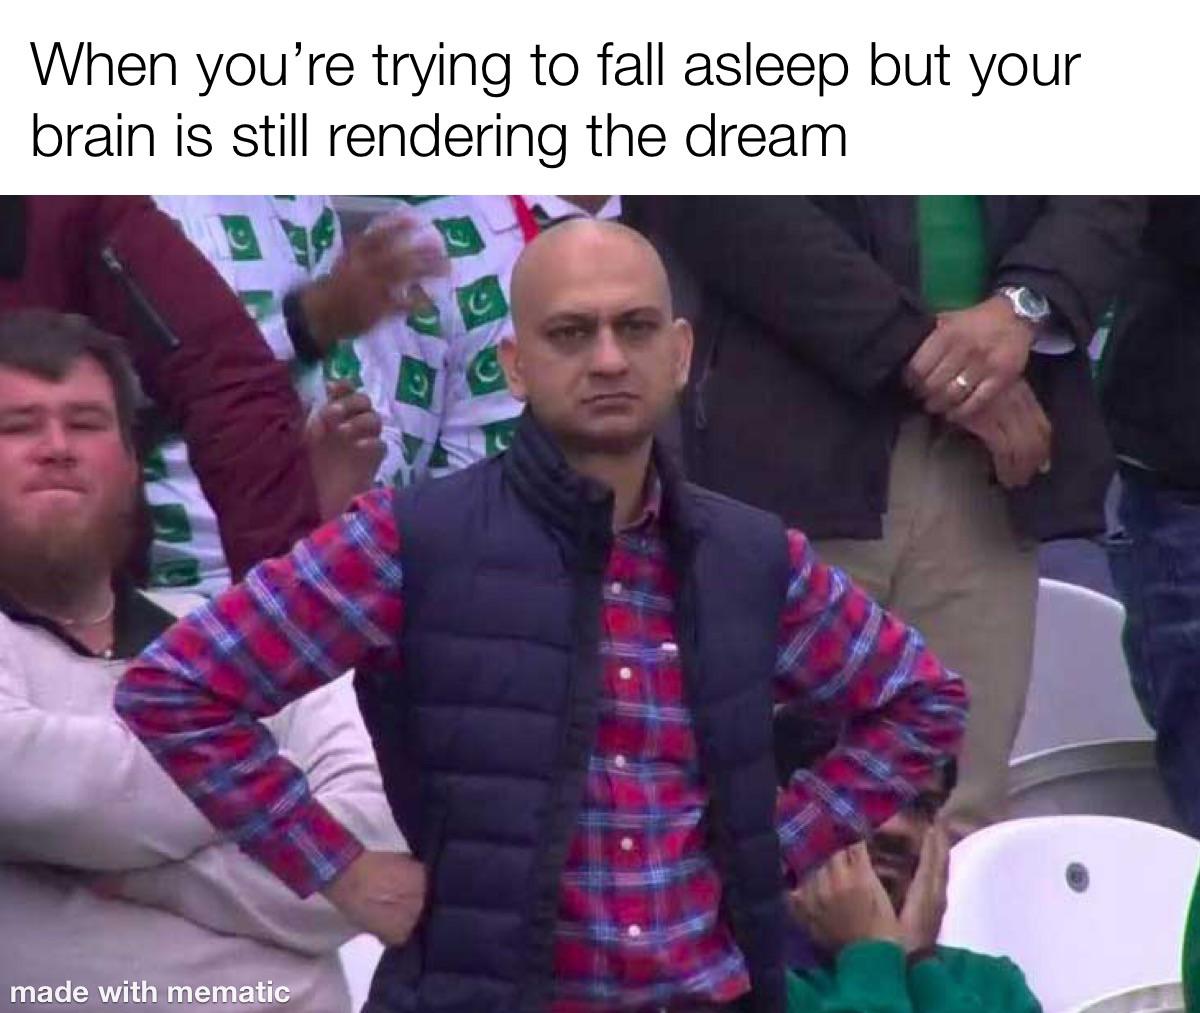 When you’re trying to fall asleep but your
brain is still rendering the dream
made with mematic